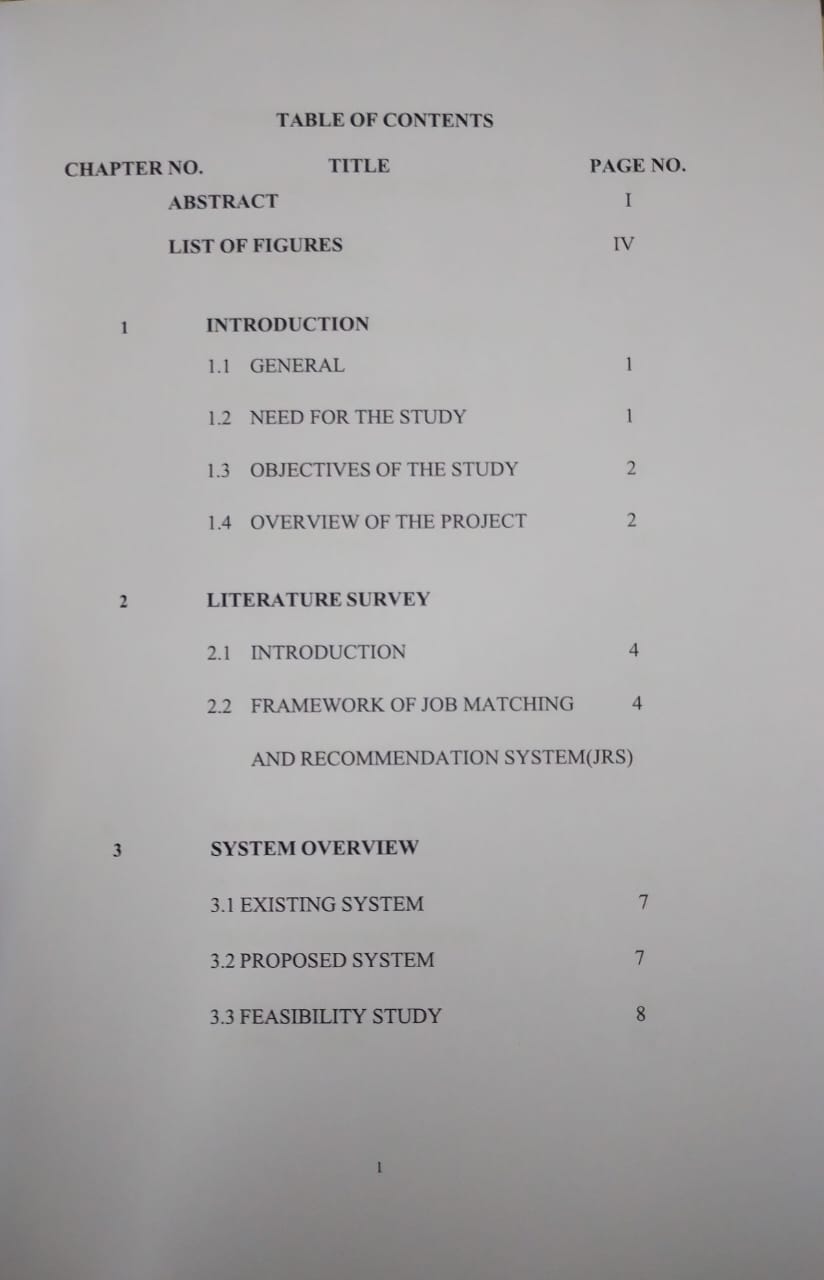 TABLE OF CONTENTS
CHAPTER NO. TITLE PAGE NO.
ABSTRACT I
LIST OF FIGURES IV
1 INTRODUCTION
1.1 GENERAL 1
1.2 NEED FOR THE STUDY 1
1.3 OBJECTIVES OF THE STUDY 2
1.4 OVERVIEW OF THE PROJECT 2
2 LITERATURE SURVEY
2.1 INTRODUCTION 4
2.2 FRAMEWORK OF JOB MATCHING 4
AND RECOMMENDATION SYSTEM(JRS)
3 SYSTEM OVERVIEW
3.1 EXISTING SYSTEM 7
3.2 PROPOSED SYSTEM 7
3.3 FEASIBILITY STUDY 8
1